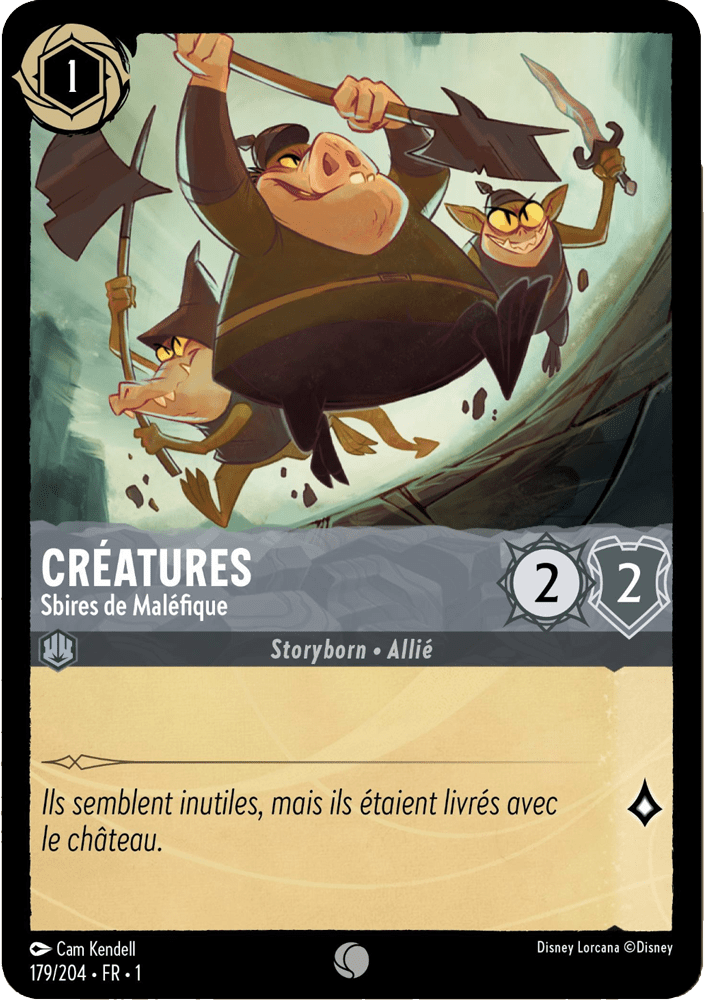 1
CRÉATURES
Sbires de Maléfique
2
2
Storyborn • Allié
Ils semblent inutiles, mais ils étaient livrés avec
le château.
Cam Kendell
Disney Lorcana ©Disney
179/204 • FR • 1